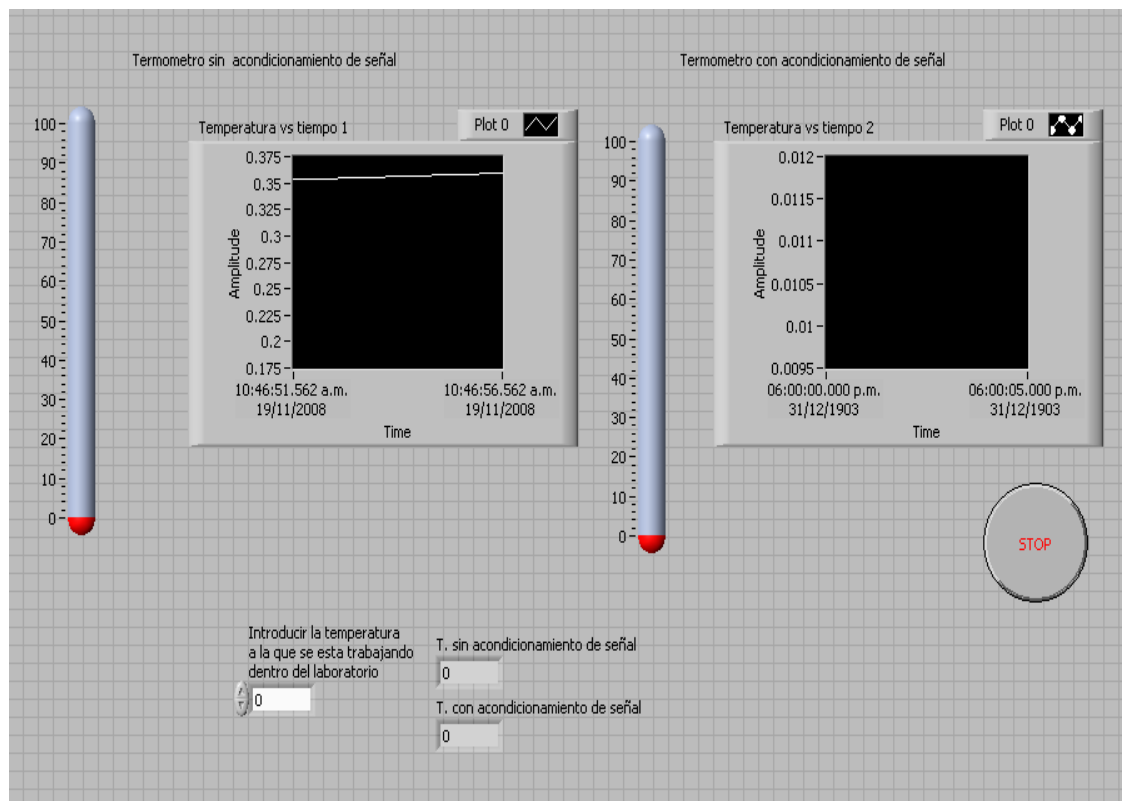 Termometro sin acondicionamiento de señal
100
90
80
70
60
50
40
30
20
10
0
Temperatura vs tiempo 1
Plot 0
Amplitude
0.375
0.35
0.325
0.3
0.275
0.25
0.225
0.2
0.175
10:46:51.562 a.m.
19/11/2008
10:46:56.562 a.m.
19/11/2008
Time
Termometro con acondicionamiento de señal
100
90
80
70
60
50
40
30
20
10
0
Temperatura vs tiempo 2
Plot 0
Amplitude
0.012
0.0115
0.011
0.0105
0.01
0.0095
06:00:00.000 p.m.
31/12/1903
06:00:05.000 p.m.
31/12/1903
Time
STOP
Introducir la temperatura
a la que se esta trabajando
dentro del laboratorio
0
T. sin acondicionamiento de señal
0
T. con acondicionamiento de señal
0